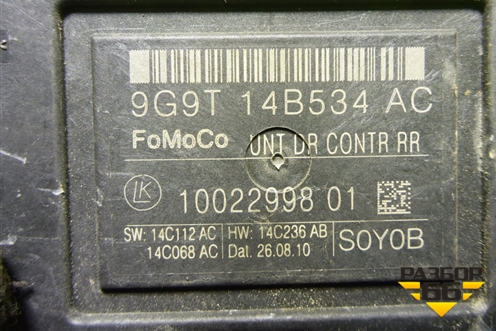 9G9T 14B534 AC
FoMoCo UNT DR CONTR RR
LK 10022998 01
SW: 14C112 AC HW: 14C236 AB
14C068 AC Dat. 26.08.10
S0Y0B
РАЗБОР
66